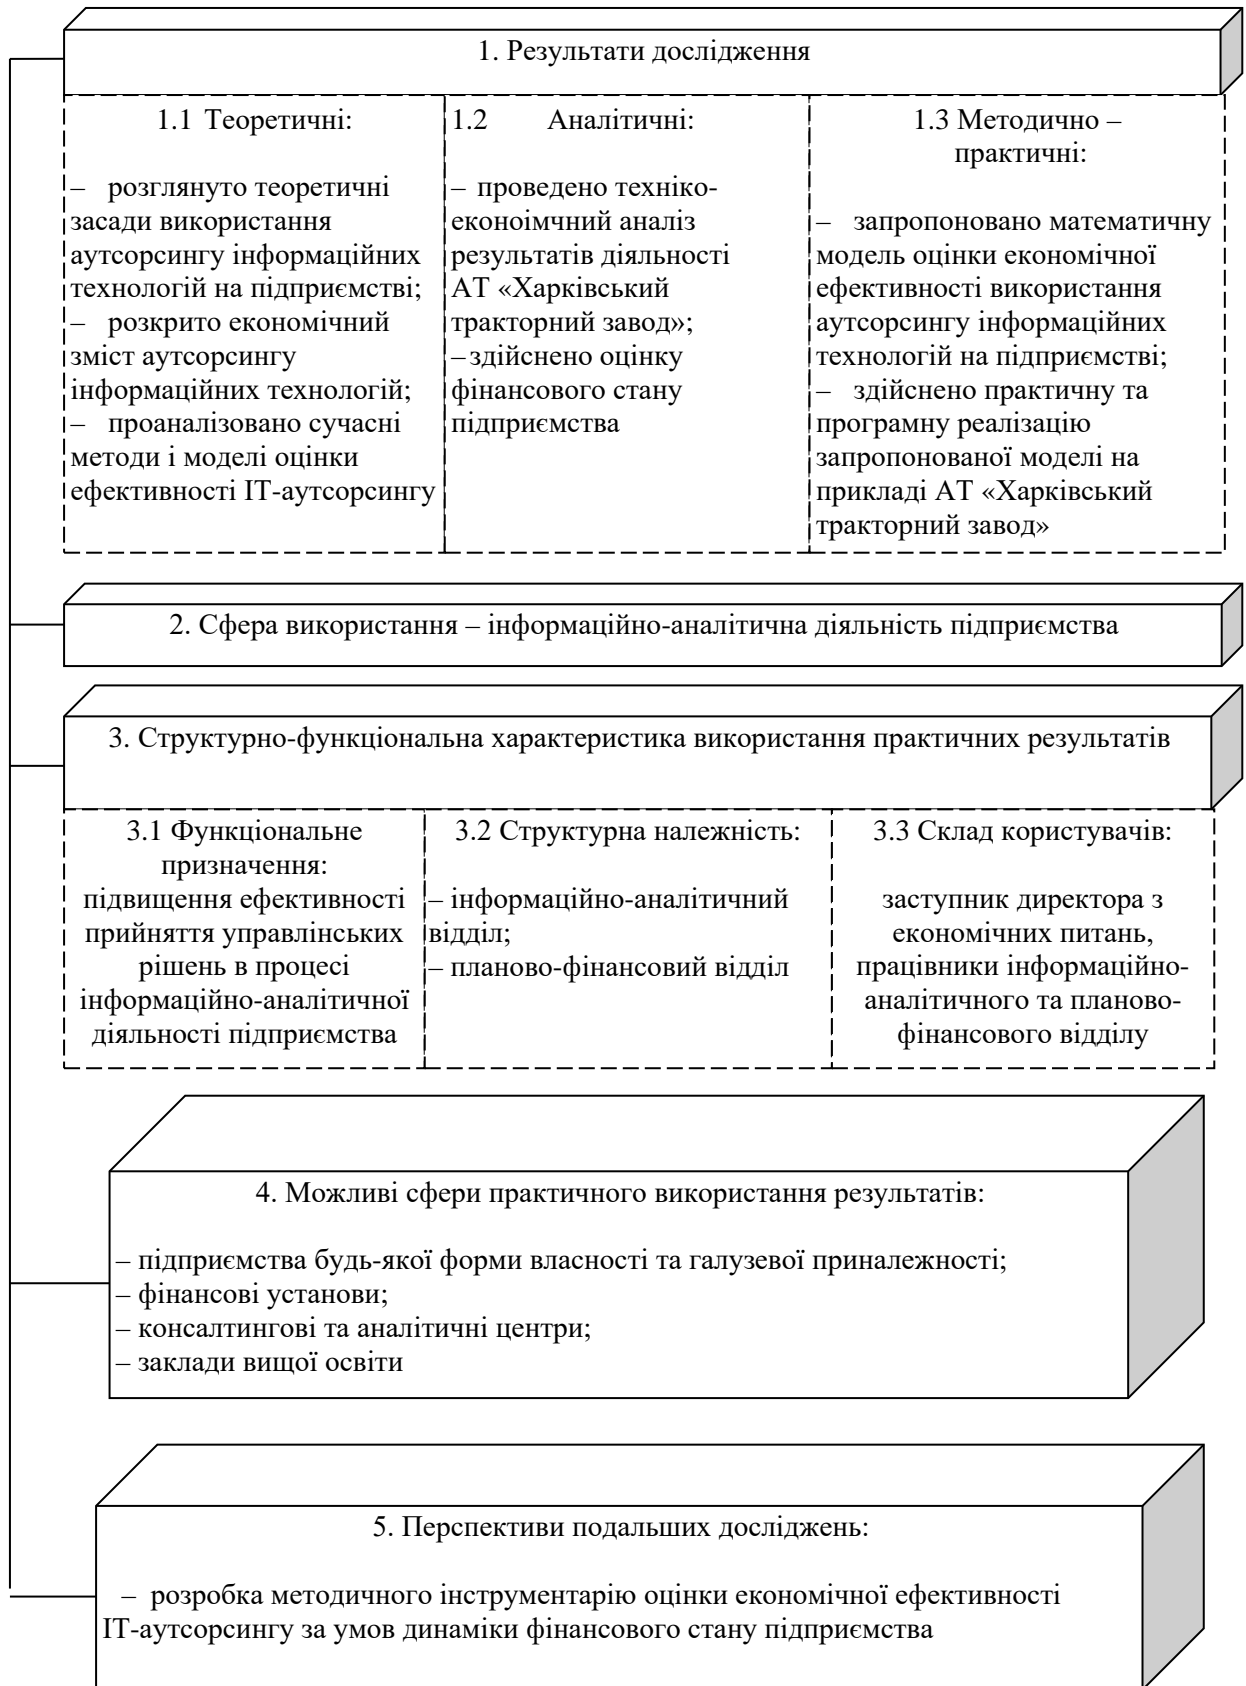 1. Результати дослідження
1.1 Теоретичні:
– розглянуто теоретичні
засади використання
аутсорсингу інформаційних
технологій на підприємстві;
– розкрито економічний
зміст аутсорсингу
інформаційних технологій;
– проаналізовано сучасні
методи і моделі оцінки
ефективності ІТ-аутсорсингу
1.2 Аналітичні:
– проведено техніко-
економічний аналіз
результатів діяльності
АТ «Харківський
тракторний завод»;
– здійснено оцінку
фінансового стану
підприємства
1.3 Методично –
практичні:
– запропоновано математичну
модель оцінки економічної
ефективності використання
аутсорсингу інформаційних
технологій на підприємстві;
– здійснено практичну та
програмну реалізацію
запропонованої моделі на
прикладі АТ «Харківський
тракторний завод»
2. Сфера використання – інформаційно-аналітична діяльність підприємства
3. Структурно-функціональна характеристика використання практичних результатів
3.1 Функціональне
призначення:
підвищення ефективності
прийняття управлінських
рішень в процесі
інформаційно-аналітичної
діяльності підприємства
3.2 Структурна належність:
– інформаційно-аналітичний
відділ;
– планово-фінансовий відділ
3.3 Склад користувачів:
заступник директора з
економічних питань,
працівники інформаційно-
аналітичного та планово-
фінансового відділу
4. Можливі сфери практичного використання результатів:
– підприємства будь-якої форми власності та галузевої приналежності;
– фінансові установи;
– консалтингові та аналітичні центри;
– заклади вищої освіти
5. Перспективи подальших досліджень:
– розробка методичного інструментарію оцінки економічної ефективності
ІТ-аутсорсингу за умов динаміки фінансового стану підприємства